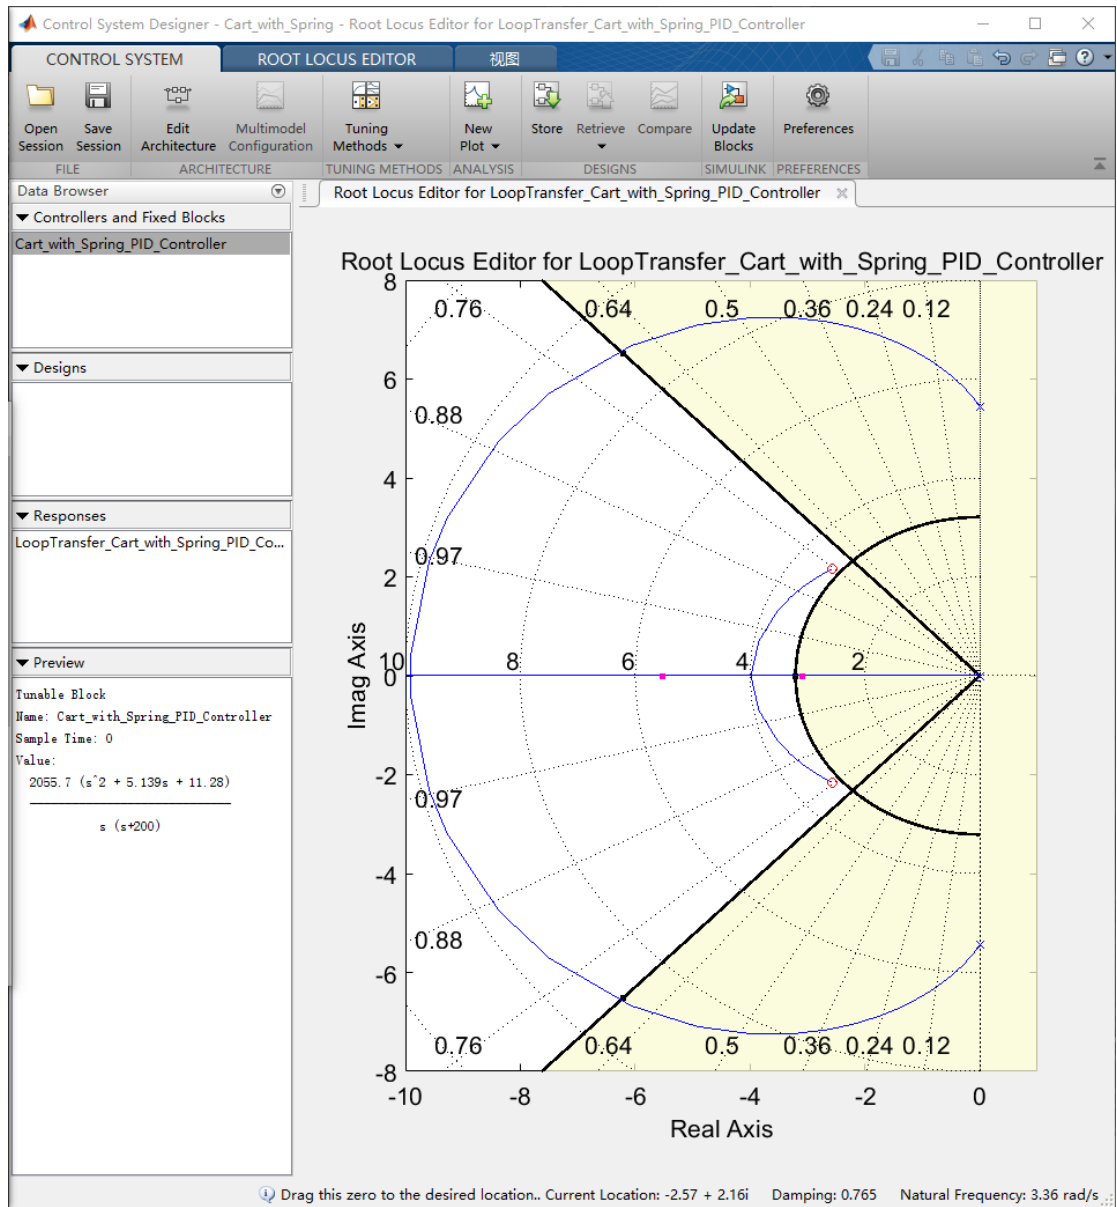 Control System Designer - Cart_with_Spring - Root Locus Editor for LoopTransfer_Cart_with_Spring_PID_Controller
CONTROL SYSTEM ROOT LOCUS EDITOR 视图
Open Session Save Session Edit Architecture Multimodel Configuration Tuning Methods New Plot Store Retrieve Compare Update Blocks Preferences
FILE ARCHITECTURE TUNING METHODS ANALYSIS DESIGNS SIMULINK PREFERENCES
Data Browser
Controllers and Fixed Blocks
Cart_with_Spring_PID_Controller
Designs
Responses
LoopTransfer_Cart_with_Spring_PID_Co...
Preview
Tunable Block
Name: Cart_with_Spring_PID_Controller
Sample Time: 0
Value:
2055.7 (s^2 + 5.139s + 11.28)
s (s+200)
Root Locus Editor for LoopTransfer_Cart_with_Spring_PID_Controller
Root Locus Editor for LoopTransfer_Cart_with_Spring_PID_Controller
8
0.76 0.64 0.5 0.36 0.24 0.12
6
0.88
4
0.97
2
10 8 6 4 2
0
Imag Axis
-2
0.97
-4
0.88
-6
0.76 0.64 0.5 0.36 0.24 0.12
-8
-10 -8 -6 -4 -2 0
Real Axis
Drag this zero to the desired location.. Current Location: -2.57 + 2.16i Damping: 0.765 Natural Frequency: 3.36 rad/s